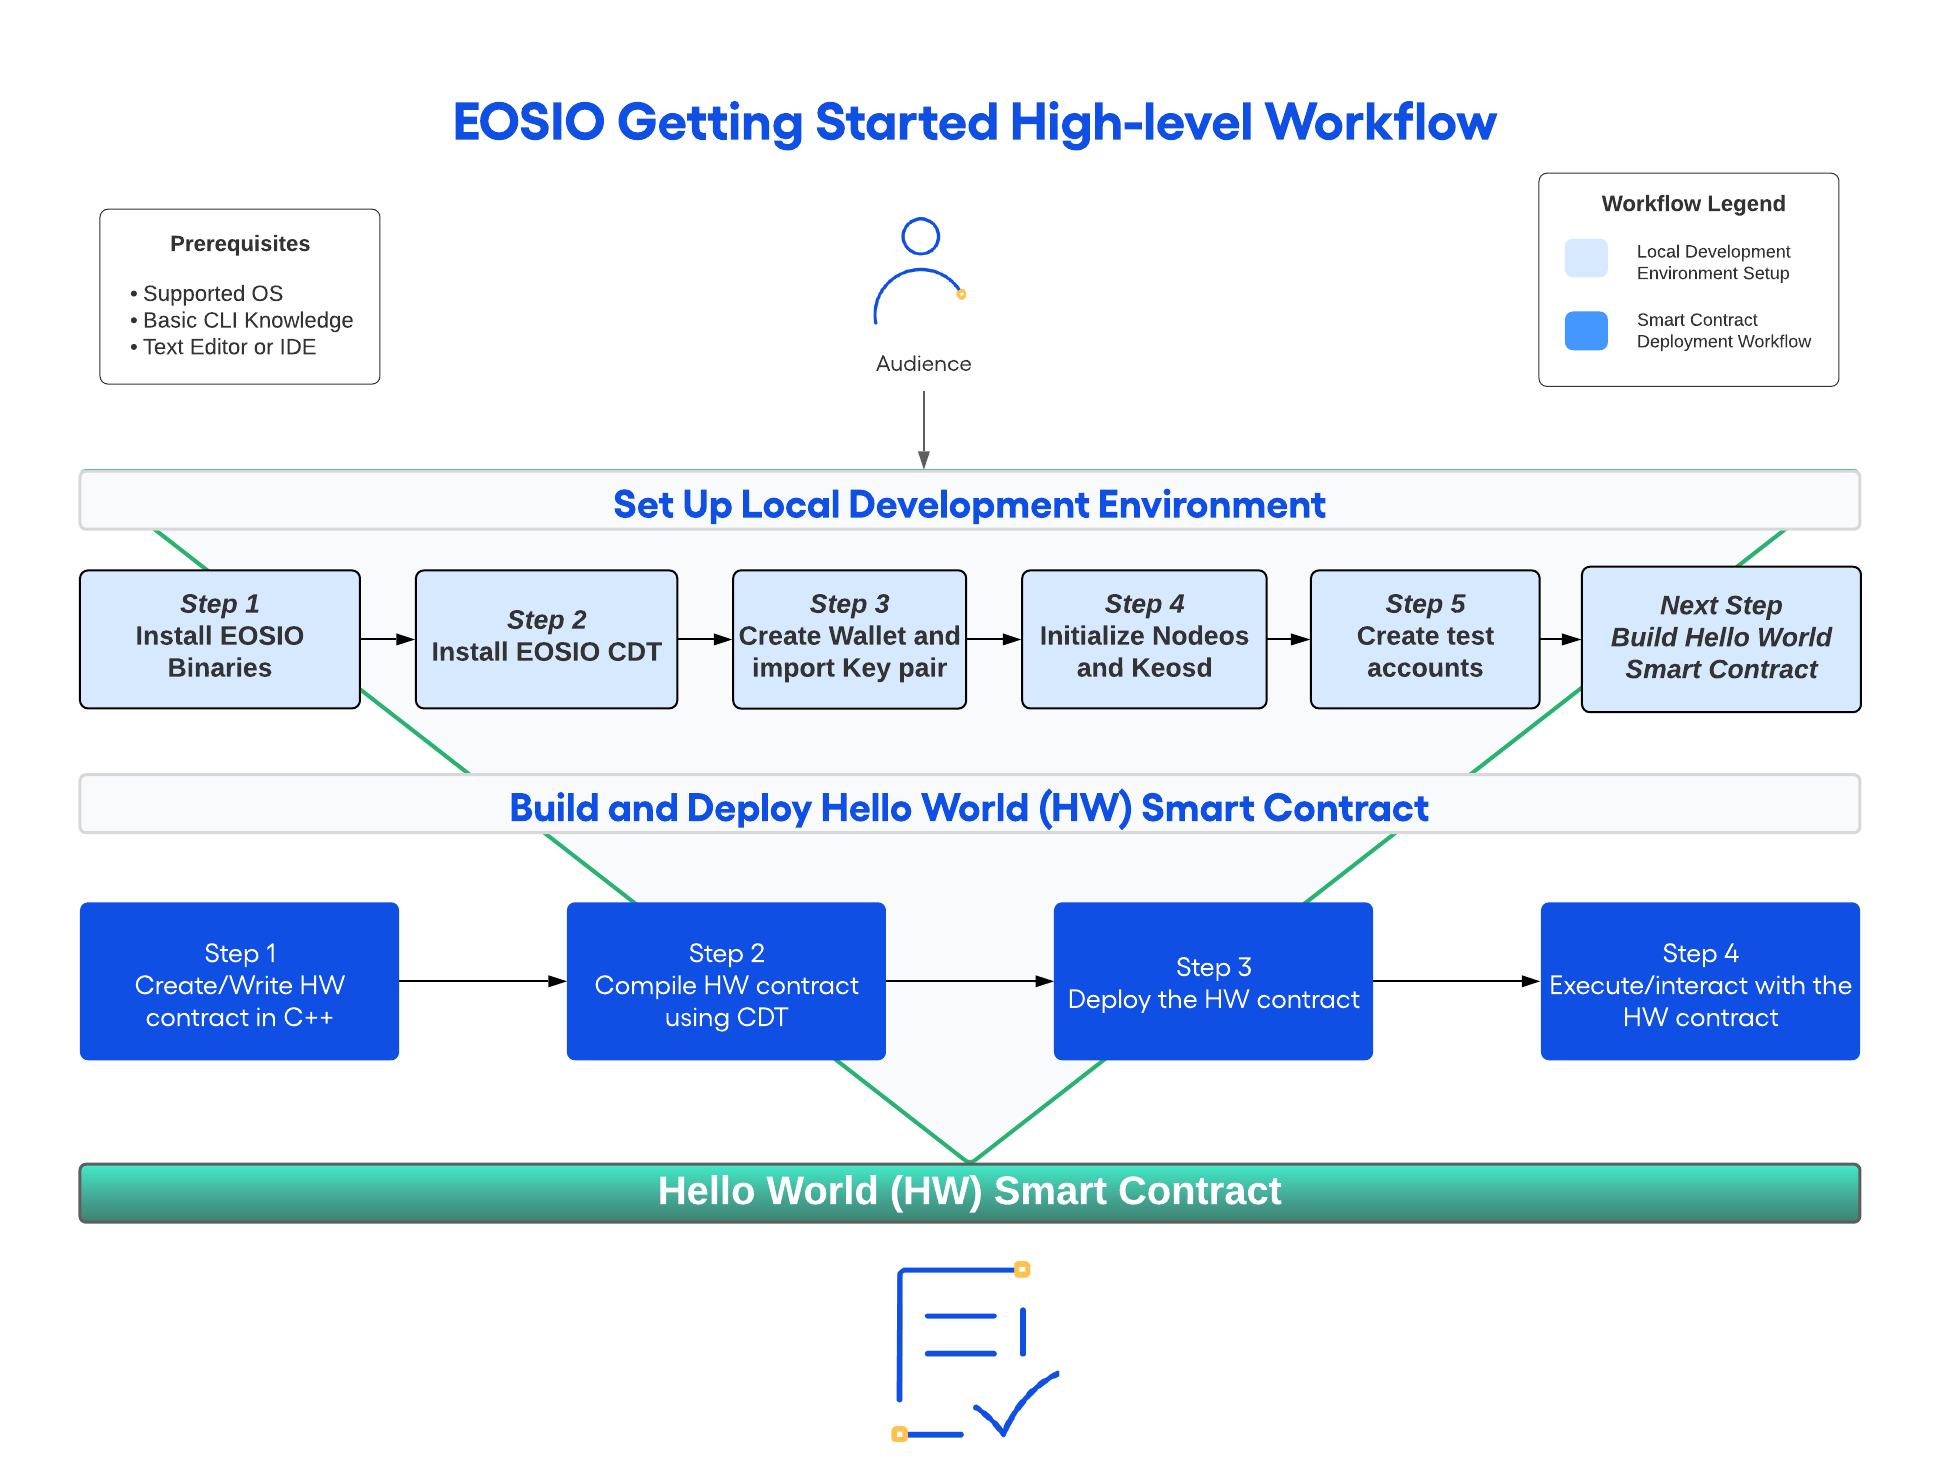 EOSIO Getting Started High-level Workflow
Prerequisites
• Supported OS
• Basic CLI Knowledge
• Text Editor or IDE
Audience
Workflow Legend
Local Development
Environment Setup
Smart Contract
Deployment Workflow
Set Up Local Development Environment
Step 1
Install EOSIO
Binaries
Step 2
Install EOSIO CDT
Step 3
Create Wallet and
import Key pair
Step 4
Initialize Nodeos
and Keosd
Step 5
Create test
accounts
Next Step
Build Hello World
Smart Contract
Build and Deploy Hello World (HW) Smart Contract
Step 1
Create/Write HW
contract in C++
Step 2
Compile HW contract
using CDT
Step 3
Deploy the HW contract
Step 4
Execute/interact with the
HW contract
Hello World (HW) Smart Contract